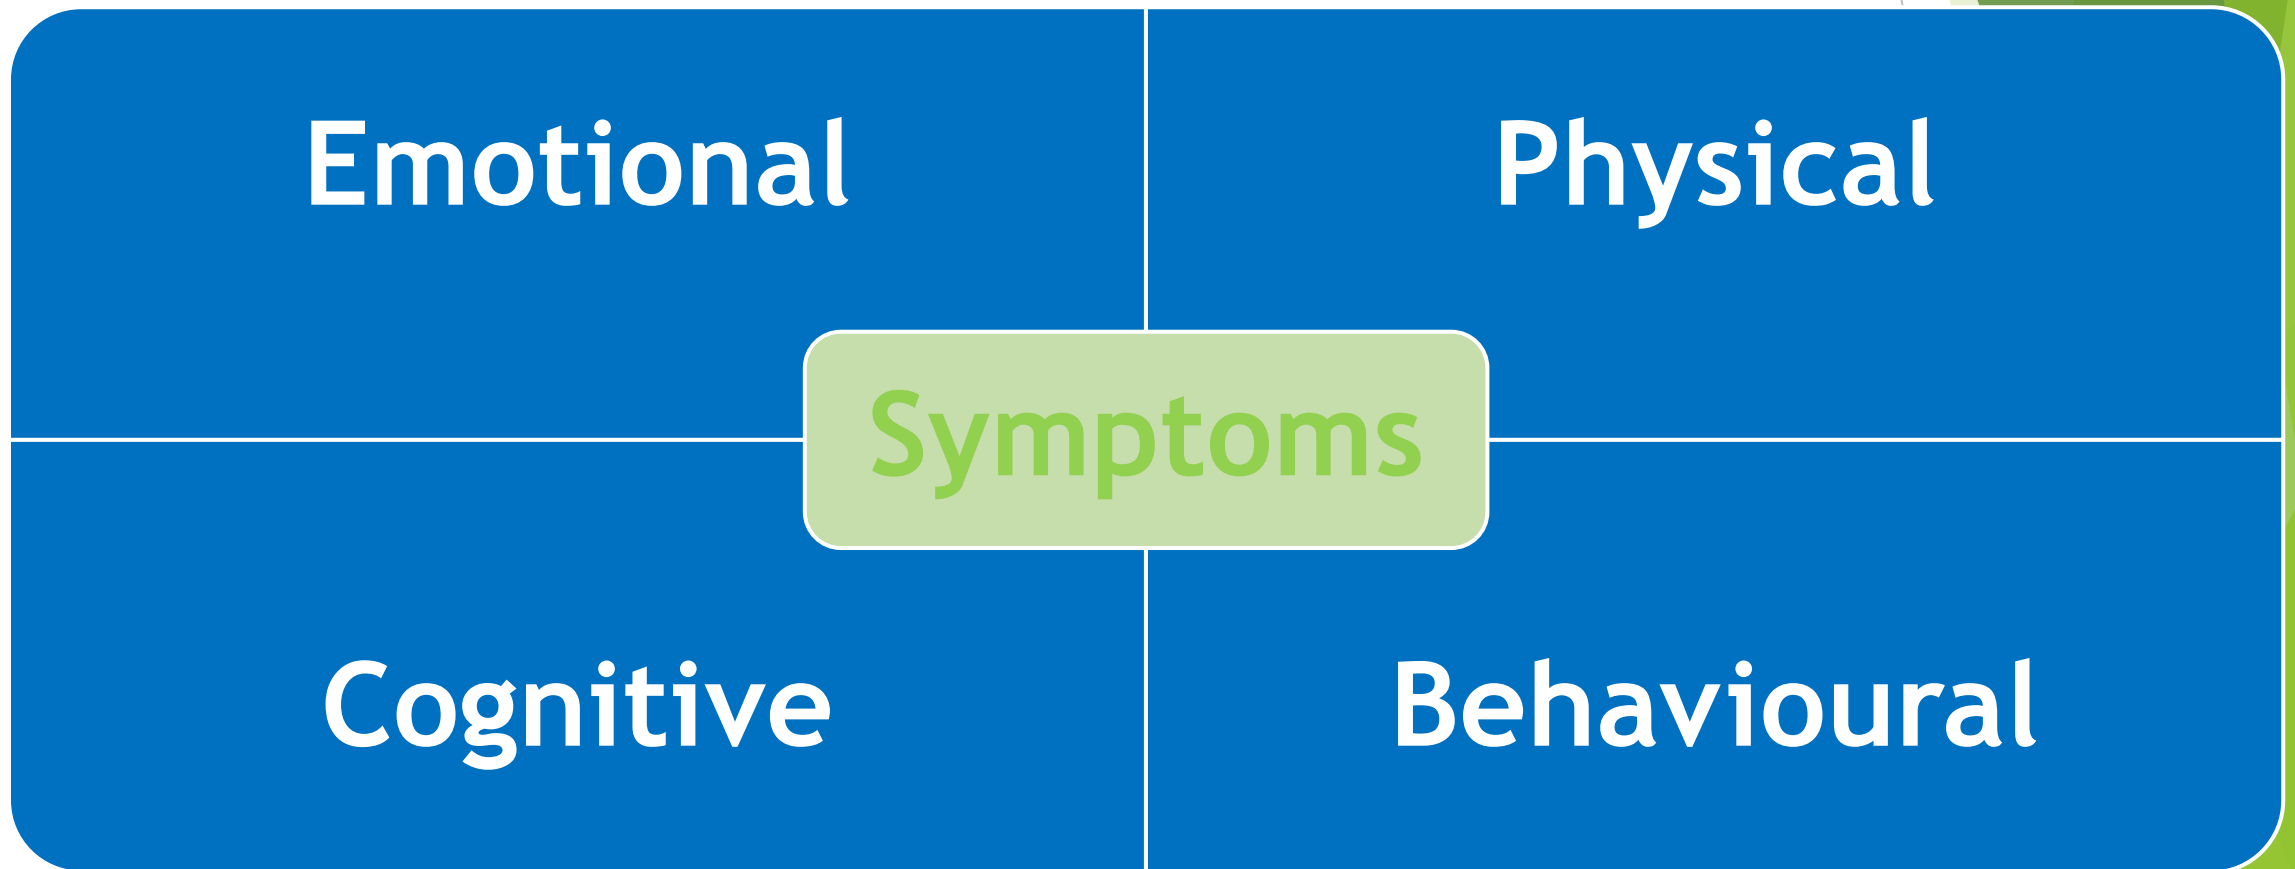 Emotional
Physical
Symptoms
Cognitive
Behavioural